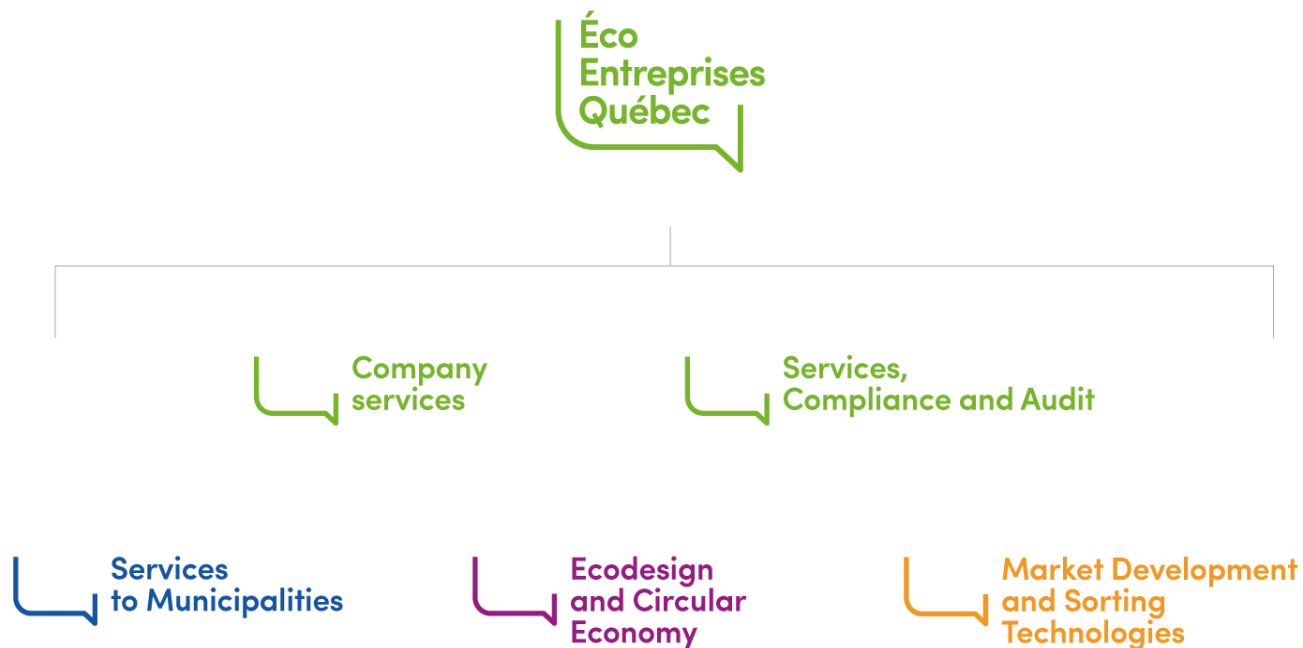 Éco
Entreprises
Québec
Company
services
Services,
Compliance and Audit
Services
to Municipalities
Ecodesign
and Circular
Economy
Market Development
and Sorting
Technologies